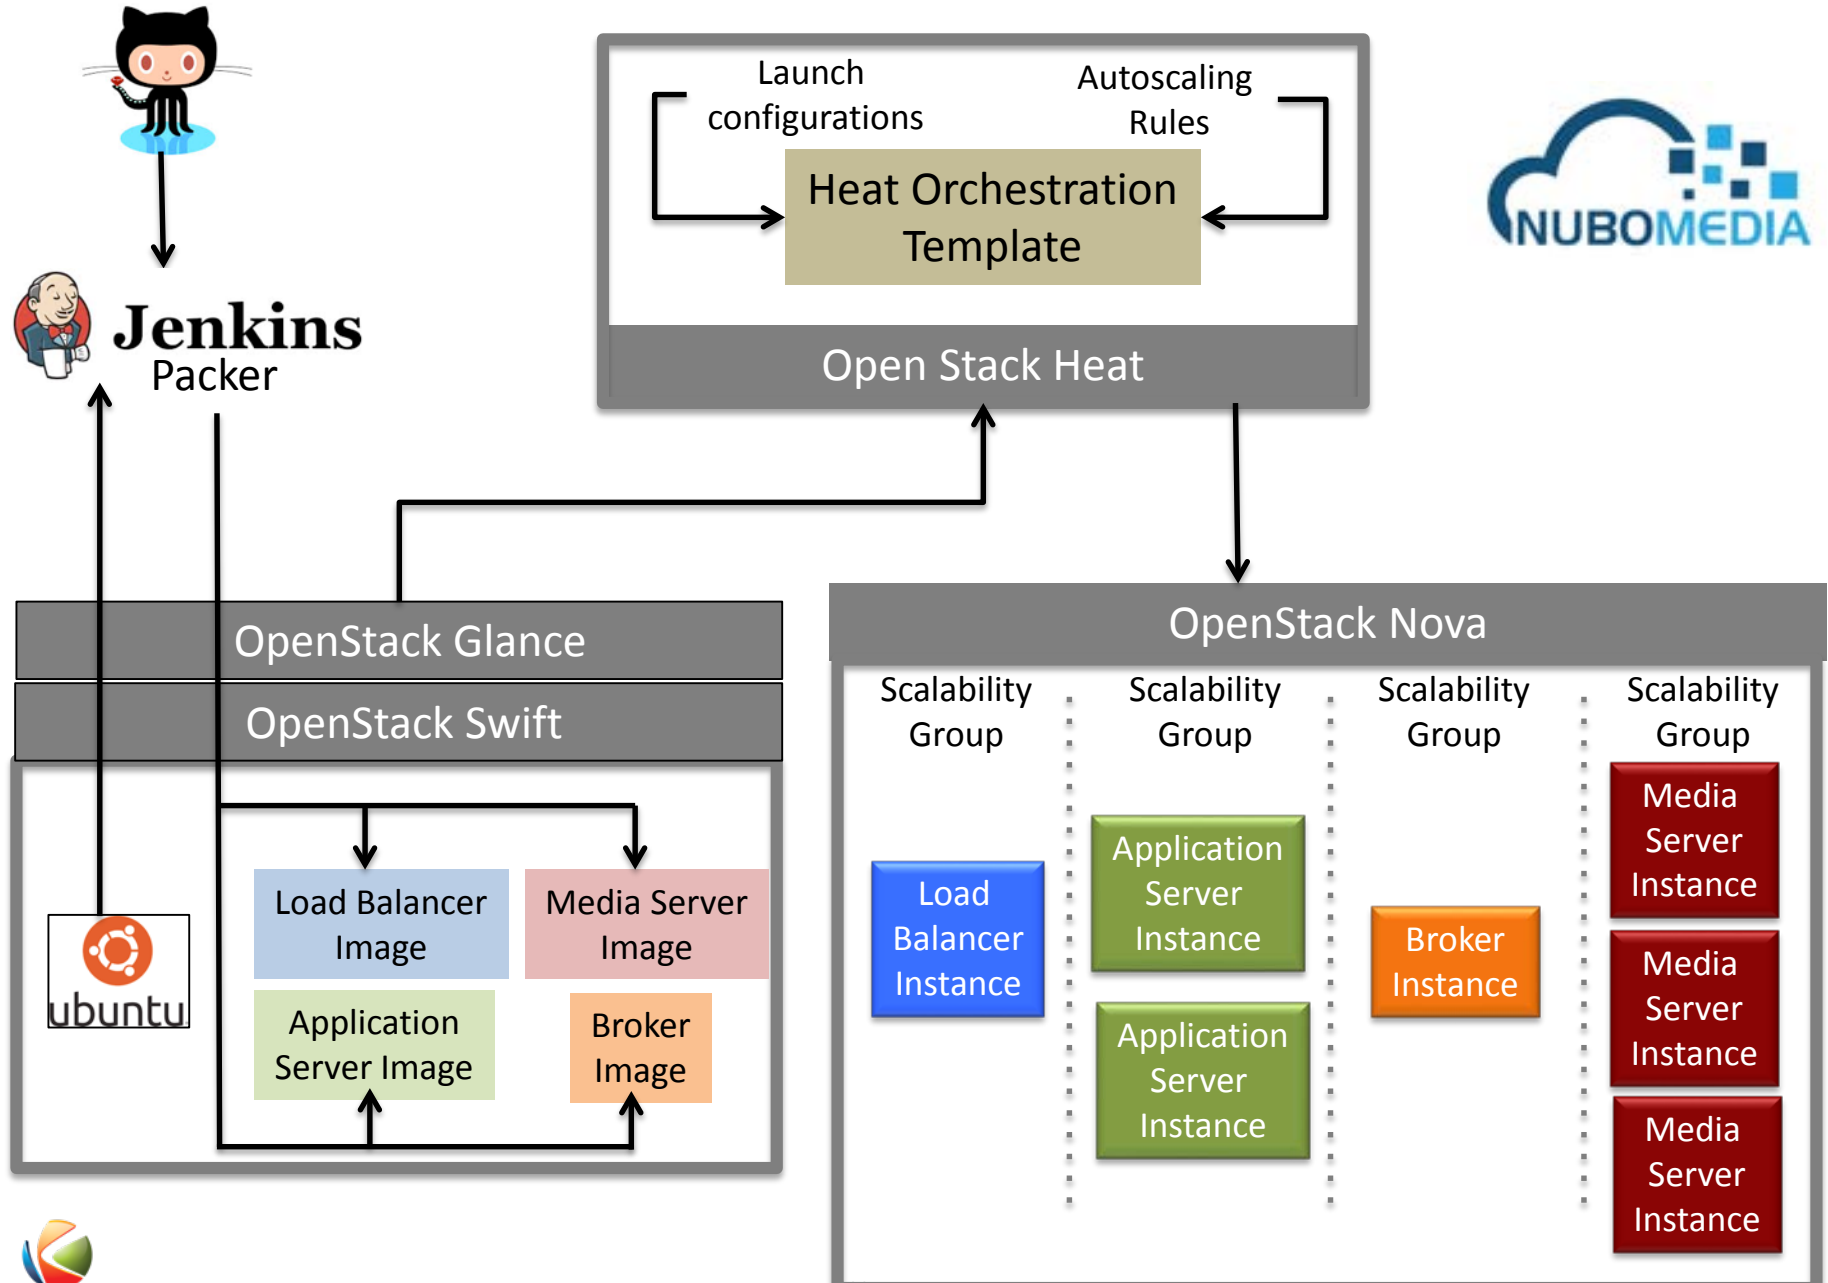 Launch
configurations
Autoscaling
Rules
Heat Orchestration
Template
Open Stack Heat
NUBOMEDIA
Jenkins
Packer
OpenStack Glance
OpenStack Swift
ubuntu
Load Balancer
Image
Media Server
Image
Application
Server Image
Broker
Image
OpenStack Nova
Scalability
Group
Scalability
Group
Scalability
Group
Scalability
Group
Load
Balancer
Instance
Application
Server
Instance
Application
Server
Instance
Broker
Instance
Media
Server
Instance
Media
Server
Instance
Media
Server
Instance